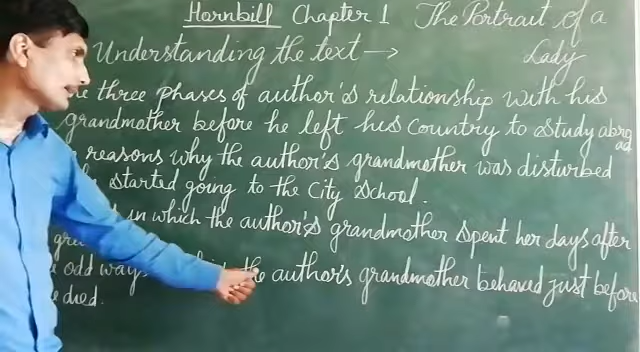 Hornbill Chapter 1 The Portrait of a
Understanding the text → Lady
three phases of author's relationship with his
grandmother before he left his country to study abroad
reasons why the author's grandmother was disturbed
started going to the City School.
in which the author's grandmother spent her days after
odd ways the author's grandmother behaved just before
died.